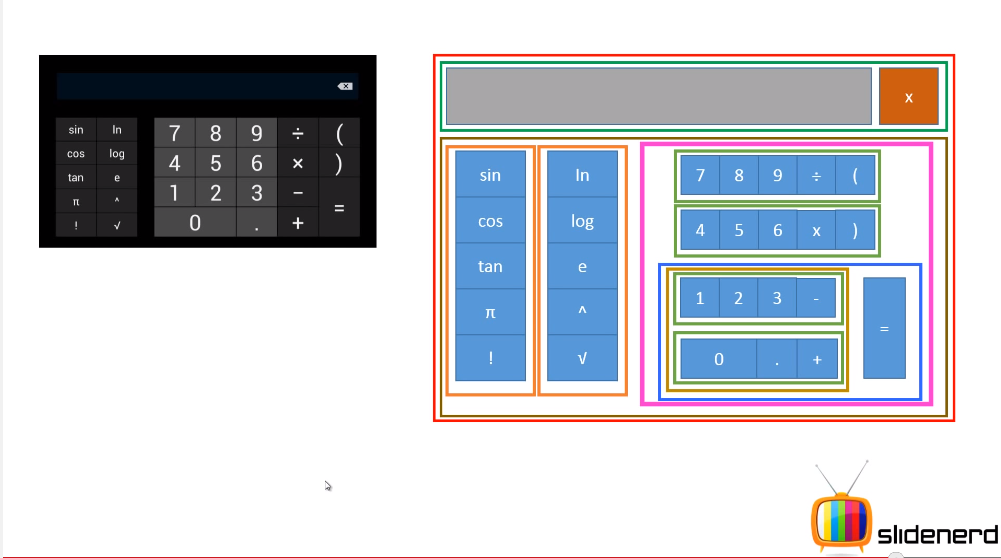 sin ln 7 8 9 ÷ (
cos log 4 5 6 × )
tan e 1 2 3 −
π ^ 0 . + =
! √
x
sin ln 7 8 9 ÷ (
cos log 4 5 6 x )
tan e 1 2 3 -
π ^ =
! √ 0 . +
slidenerd